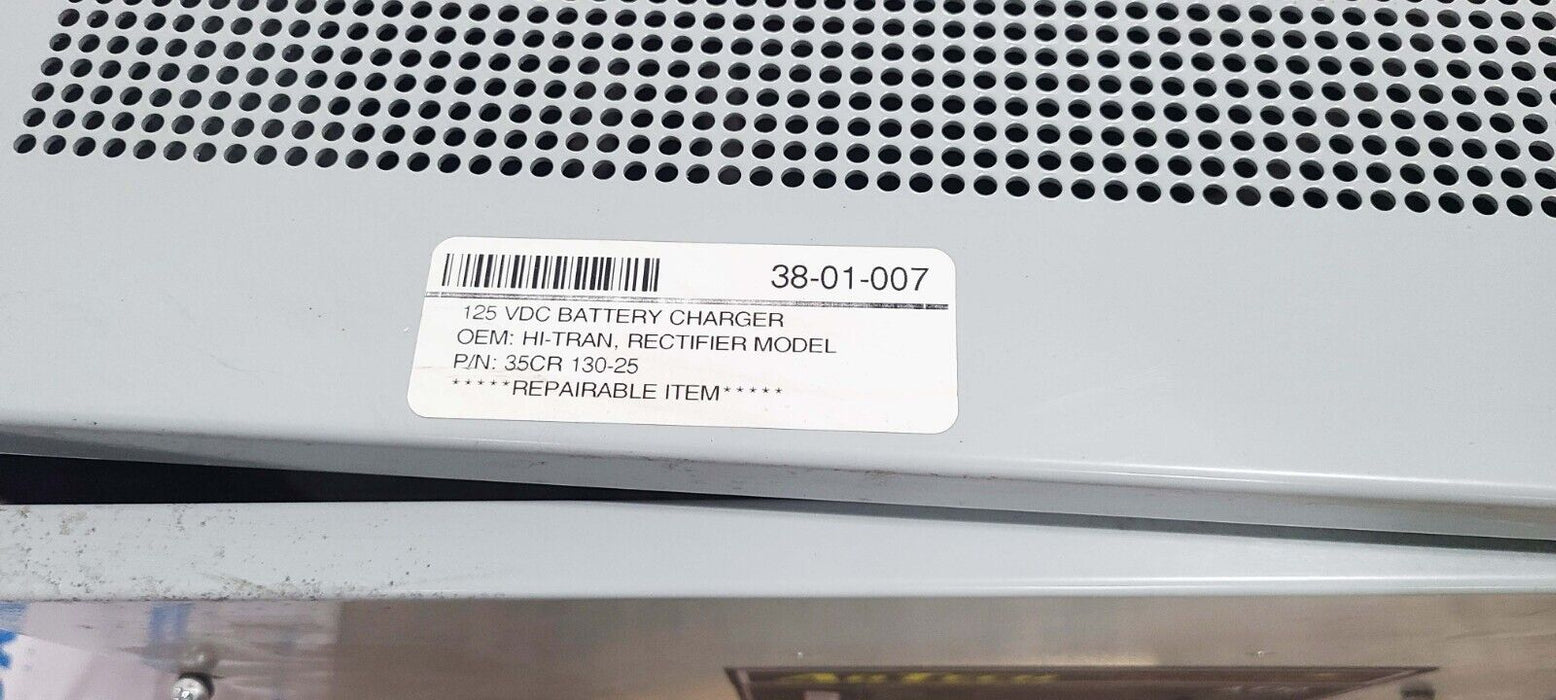 38-01-007
125 VDC BATTERY CHARGER
OEM: HI-TRAN, RECTIFIER MODEL
P/N: 35CR 130-25
*****REPAIRABLE ITEM*****